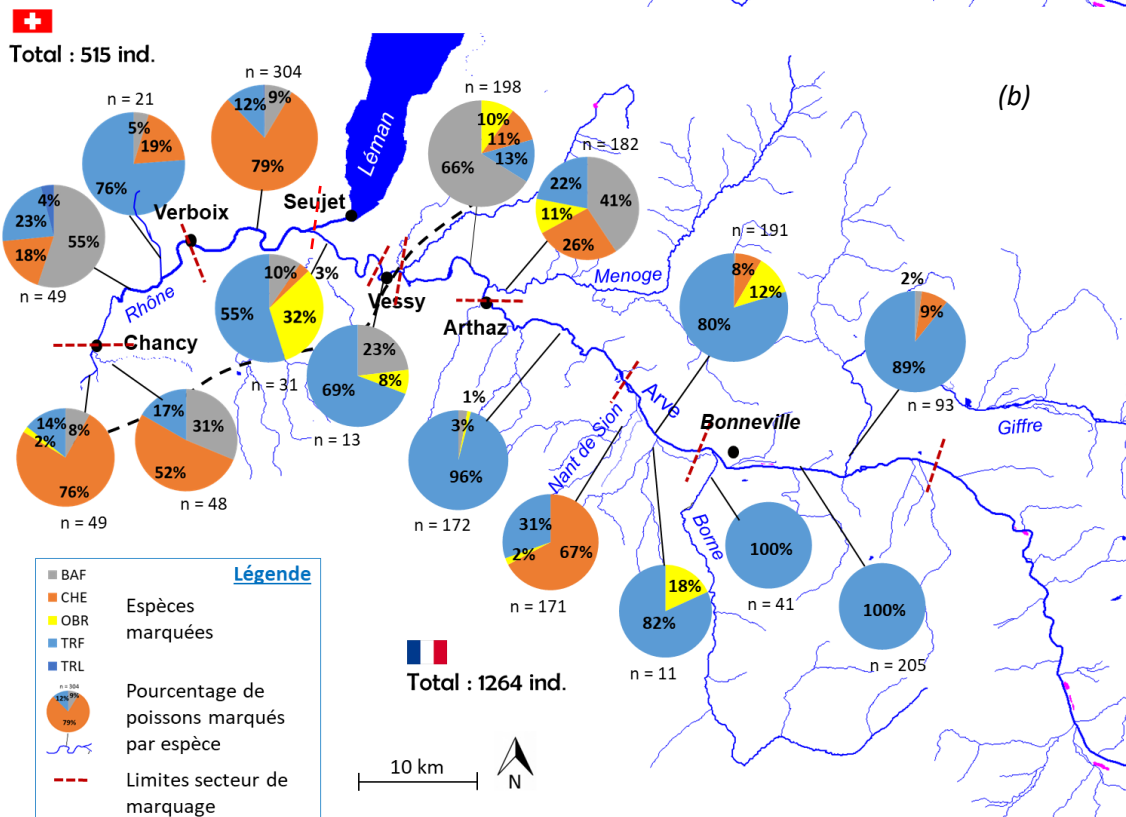 Total : 515 ind.
(b)
n = 304
12%
9%
79%
n = 21
5%
19%
76%
n = 198
10%
11%
13%
66%
n = 182
22%
41%
11%
26%
Léman
Seujet
Verboix
4%
23%
18%
55%
n = 49
Rhône
Chancy
10%
3%
55%
32%
n = 31
Vessy
23%
8%
69%
n = 13
Menoge
Arthaz
n = 191
8%
12%
80%
2%
9%
89%
n = 93
Giffre
Arve
Bonneville
Nant de Sion
Borne
14%
8%
2%
76%
n = 49
17%
31%
52%
n = 48
1%
3%
96%
n = 172
31%
2%
67%
n = 171
18%
82%
n = 11
100%
n = 41
100%
n = 205
Total : 1264 ind.
Légende
BAF
CHE
OBR
TRF
TRL
Espèces
marquées
n = 304
12%
9%
79%
Pourcentage de
poissons marqués
par espèce
Limites secteur de
marquage
10 km
N